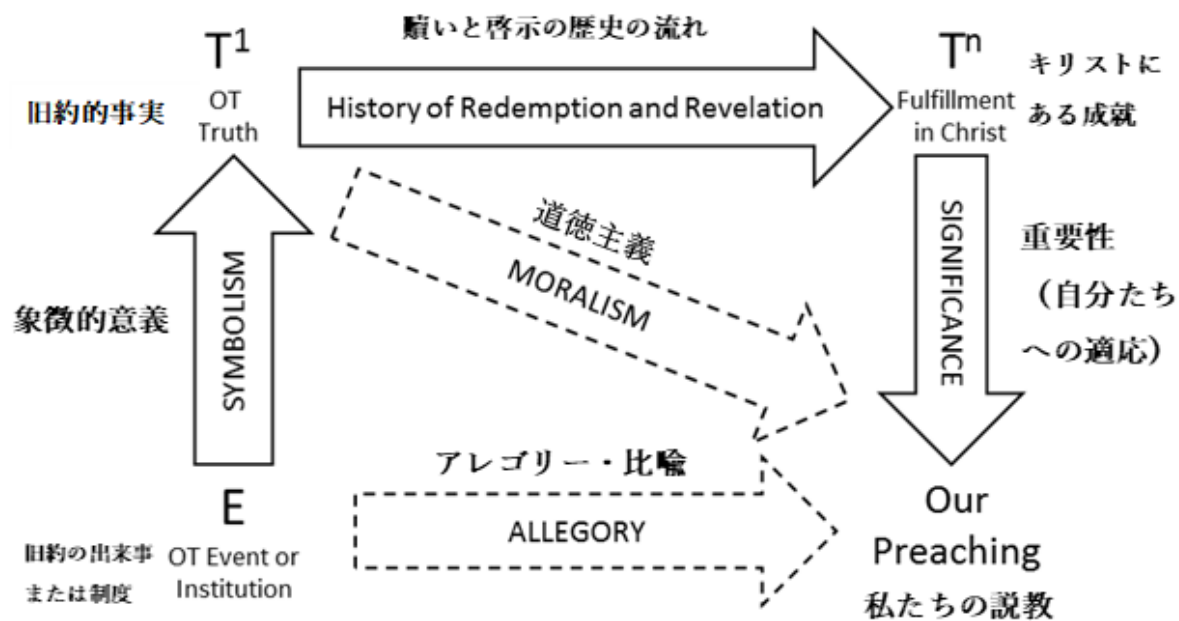 贖いと啓示の歴史の流れ
T¹
Tⁿ
キリストに
ある成就
旧約的事実
OT
Truth
History of Redemption and Revelation
Fulfillment
in Christ
道徳主義
MORALISM
SYMBOLISM
象徴的意義
SIGNIFICANCE
重要性
（自分たち
への適応）
アレゴリー・比喩
ALLEGORY
E
旧約の出来事
または制度
OT Event or
Institution
Our
Preaching
私たちの説教